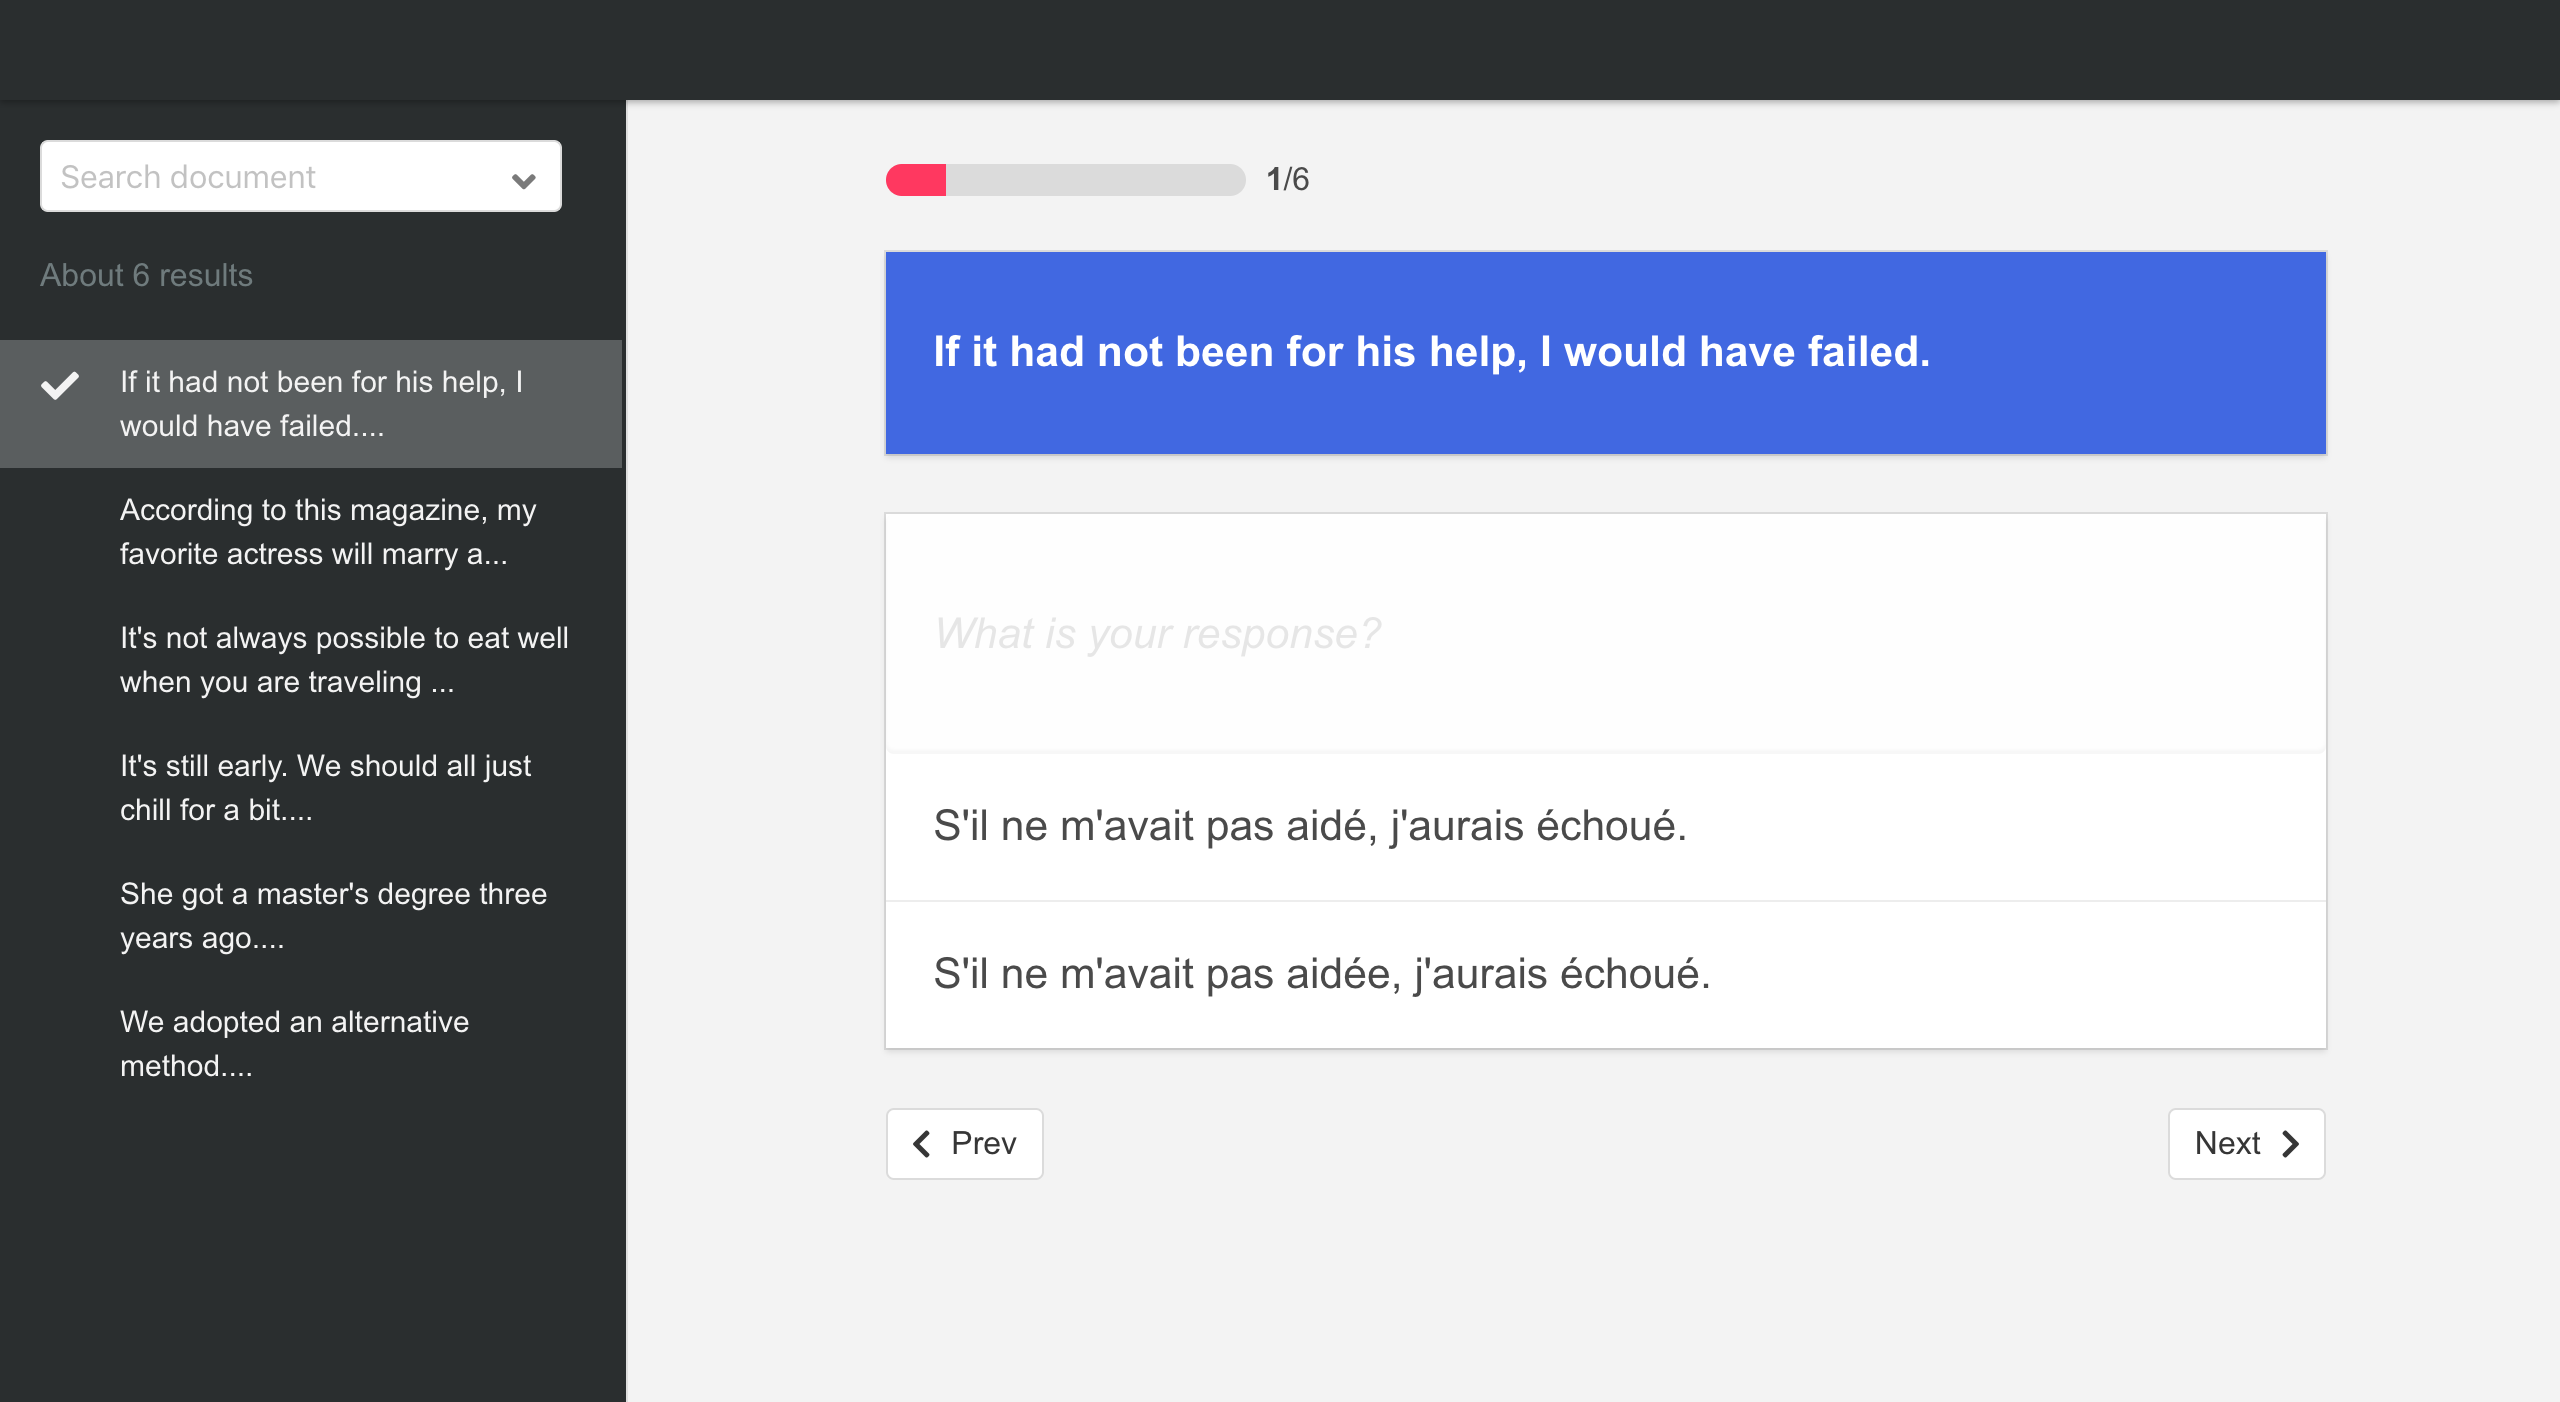 Search document
About 6 results
If it had not been for his help, I
would have failed....
According to this magazine, my
favorite actress will marry a...
It's not always possible to eat well
when you are traveling ...
It's still early. We should all just
chill for a bit....
She got a master's degree three
years ago....
We adopted an alternative
method....
1/6
If it had not been for his help, I would have failed.
What is your response?
S'il ne m'avait pas aidé, j'aurais échoué.
S'il ne m'avait pas aidée, j'aurais échoué.
Prev
Next